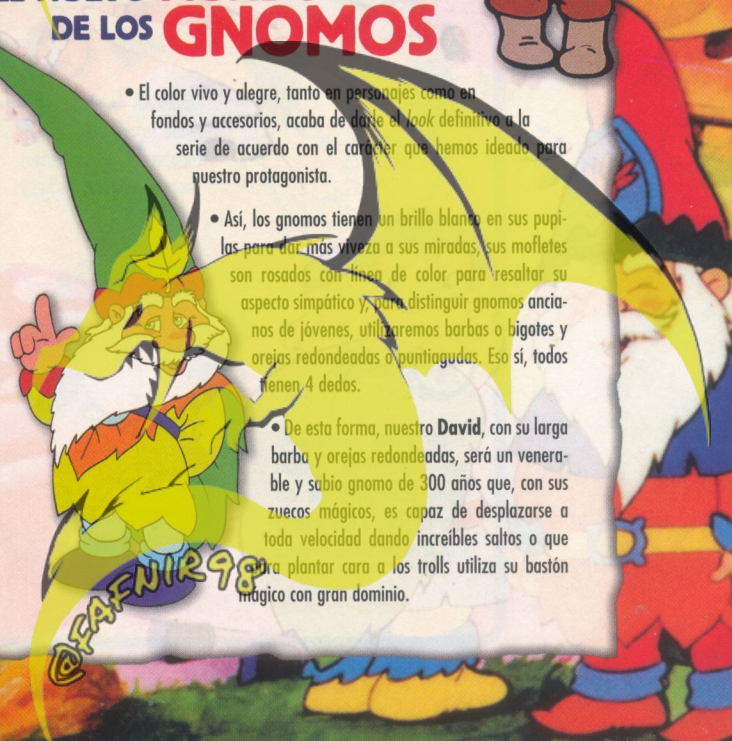 DE LOS GNOMOS
• El color vivo y alegre, tanto en personajes como en
fondos y accesorios, acaba de darle el look definitivo a la
serie de acuerdo con el carácter que hemos ideado para
nuestro protagonista.
• Así, los gnomos tienen un brillo blanco en sus pupi-
las para dar más viveza a sus miradas, sus mofletes
son rosados con línea de color para resaltar su
aspecto simpático y, para distinguir gnomos ancia-
nos de jóvenes, utilizaremos barbas o bigotes y
orejas redondeadas o puntiagudas. Eso sí, todos
tienen 4 dedos.
• De esta forma, nuestro David, con su larga
barba y orejas redondeadas, será un venera-
ble y sabio gnomo de 300 años que, con sus
zuecos mágicos, es capaz de desplazarse a
toda velocidad dando increíbles saltos o que
para plantar cara a los trolls utiliza su bastón
mágico con gran dominio.
@FAFNIR98